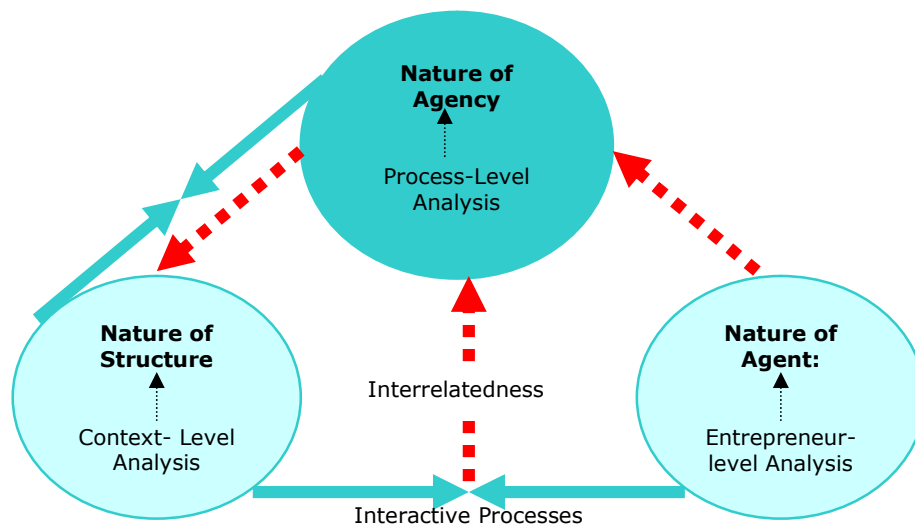 Nature of
Agency
Process-Level
Analysis
Nature of
Structure
Context- Level
Analysis
Interrelatedness
Nature of
Agent:
Entrepreneur-
level Analysis
Interactive Processes